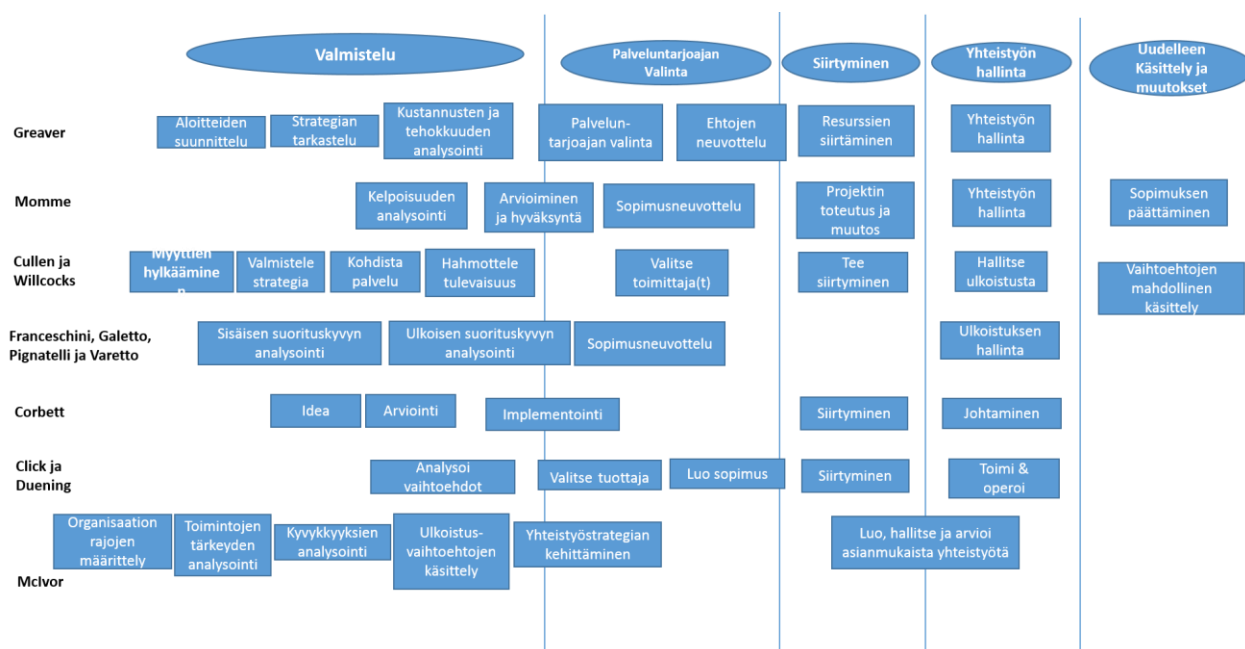 Valmistelu
Palveluntarjoajan
Valinta
Siirtyminen
Yhteistyön
hallinta
Uudelleen
Käsittely ja
muutokset
Greaver
Aloitteiden
suunnittelu
Strategian
tarkastelu
Kustannusten ja
tehokkuuden
analysointi
Palvelun-
tarjoajan valinta
Ehtojen
neuvottelu
Resurssien
siirtäminen
Yhteistyön
hallinta
Momme
Kelpoisuuden
analysointi
Arvioiminen
ja hyväksyntä
Sopimusneuvottelu
Projektin
toteutus ja
muutos
Yhteistyön
hallinta
Sopimuksen
päättäminen
Cullen ja
Willcocks
Myyttien
hylkäämine
n
Valmistele
strategia
Kohdista
palvelu
Hahmottele
tulevaisuus
Valitse
toimittaja(t)
Tee
siirtyminen
Hallitse
ulkoistusta
Vaihtoehtojen
mahdollinen
käsittely
Franceschini, Galetto,
Pignatelli ja Varetto
Sisäisen suorituskyvyn
analysointi
Ulkoisen suorituskyvyn
analysointi
Sopimusneuvottelu
Ulkoistuksen
hallinta
Corbett
Idea
Arviointi
Implementointi
Siirtyminen
Johtaminen
Click ja
Duening
Analysoi
vaihtoehdot
Valitse tuottaja
Luo sopimus
Siirtyminen
Toimi &
operoi
McIvor
Organisaation
rajojen
määrittely
Toimintojen
tärkeyden
analysointi
Kyvykkyyksien
analysointi
Ulkoistus-
vaihtoehtojen
käsittely
Yhteistyöstrategian
kehittäminen
Luo, hallitse ja arvioi
asianmukaista yhteistyötä